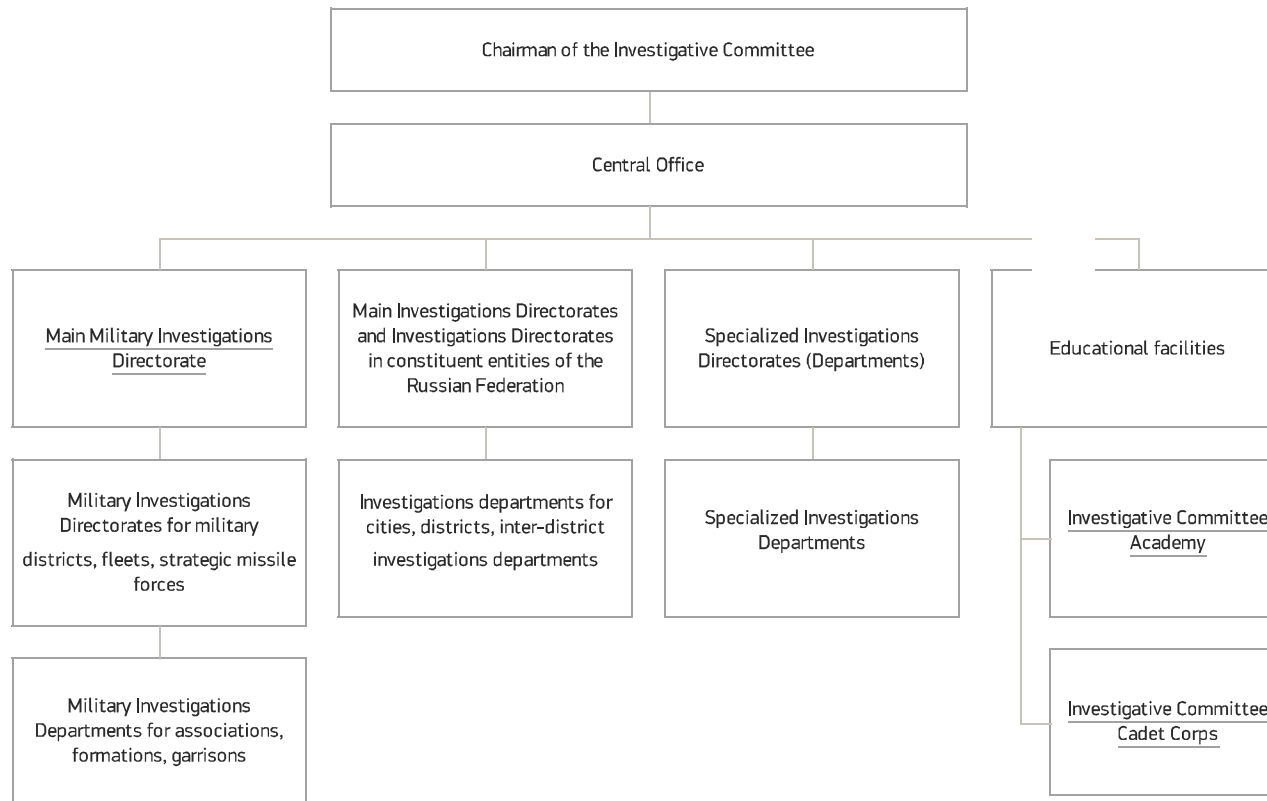 Chairman of the Investigative Committee
Central Office
Main Military Investigations
Directorate
Main Investigations Directorates
and Investigations Directorates
in constituent entities of the
Russian Federation
Specialized Investigations
Directorates (Departments)
Educational facilities
Military Investigations
Directorates for military
districts, fleets, strategic missile
forces
Investigations departments for
cities, districts, inter-district
investigations departments
Specialized Investigations
Departments
Investigative Committee
Academy
Military Investigations
Departments for associations,
formations, garrisons
Investigative Committee
Cadet Corps